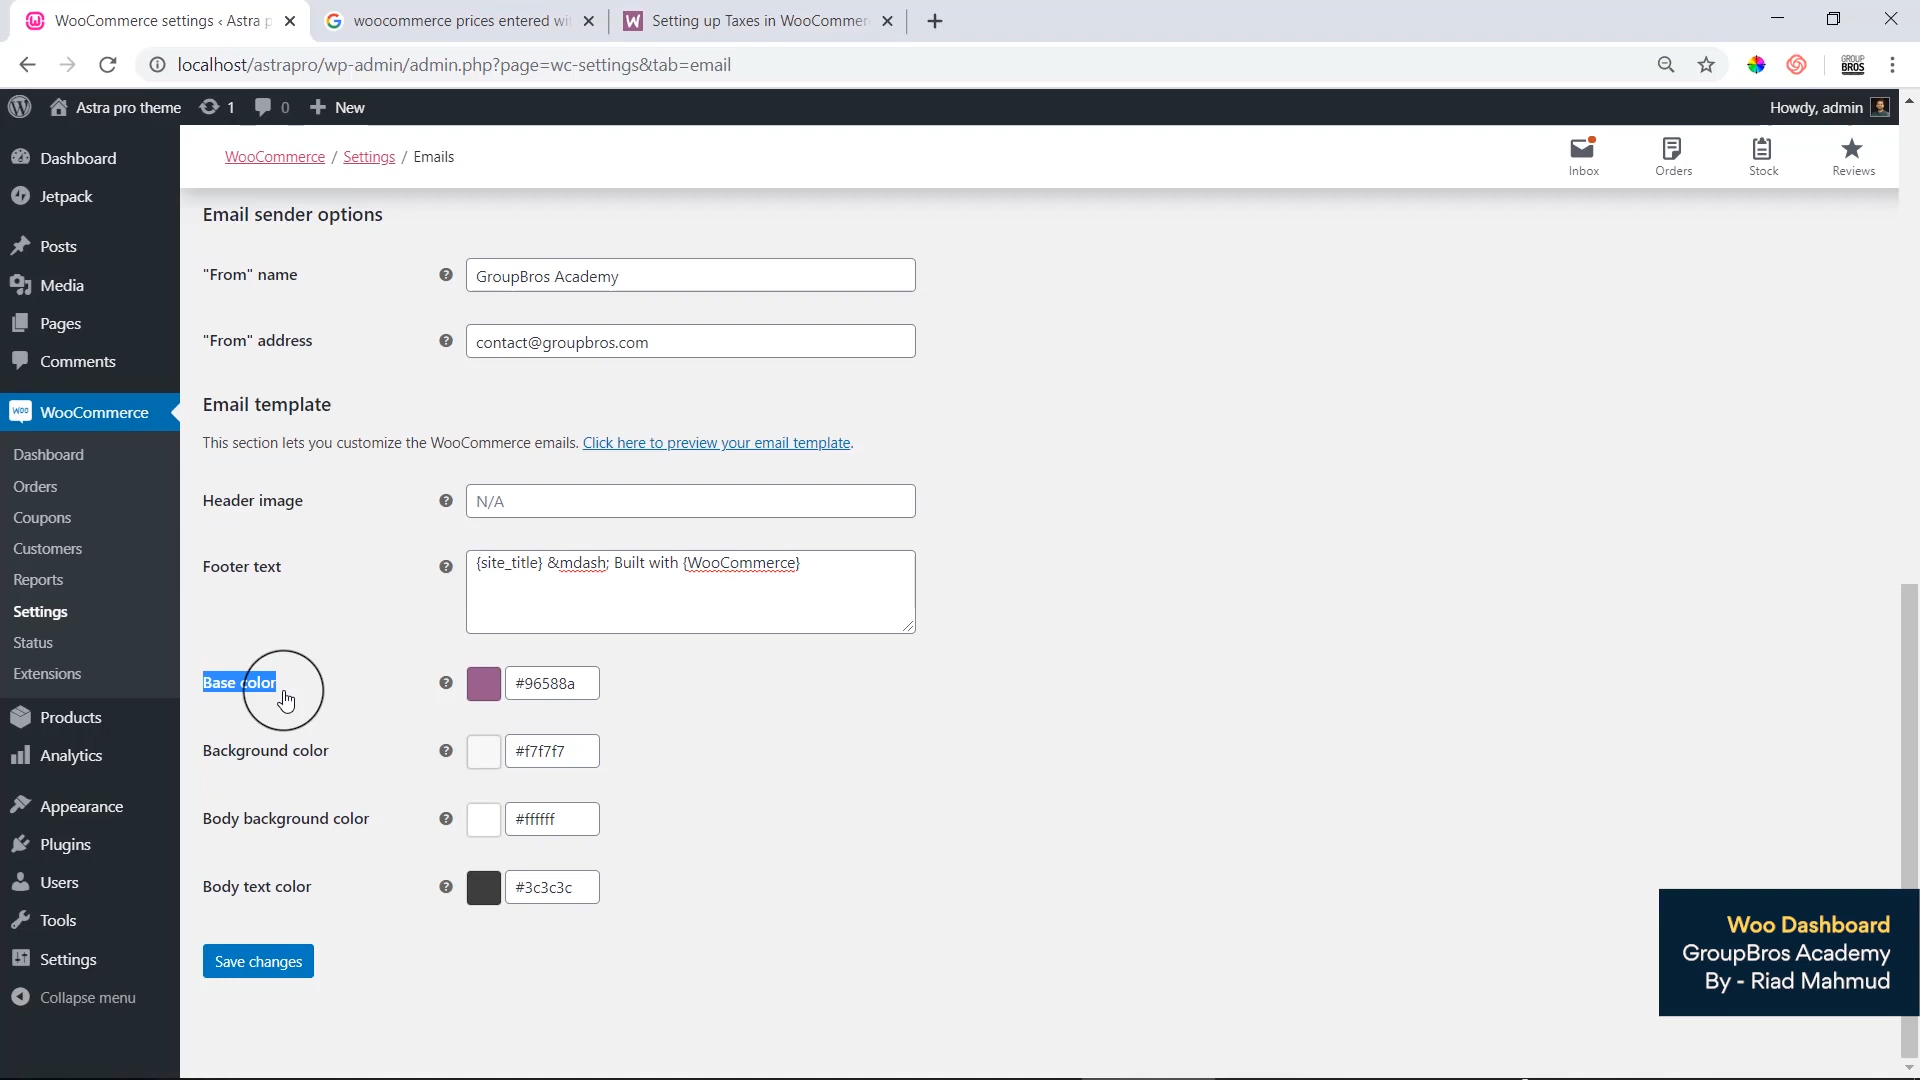 WooCommerce settings ‹ Astra p
woocommerce prices entered wi
Setting up Taxes in WooCommer
localhost/astrapro/wp-admin/admin.php?page=wc-settings&tab=email
GROUP
BROS
Astra pro theme 1 0 New
Howdy, admin
WooCommerce / Settings / Emails
Inbox
Orders
Stock
Reviews
Dashboard
Jetpack
Posts
Media
Pages
Comments
Woo WooCommerce
Dashboard
Orders
Coupons
Customers
Reports
Settings
Status
Extensions
Products
Analytics
Appearance
Plugins
Users
Tools
Settings
Collapse menu
Email sender options
"From" name ? GroupBros Academy
"From" address ? contact@groupbros.com
Email template
This section lets you customize the WooCommerce emails. Click here to preview your email template.
Header image ? N/A
Footer text ? {site_title} &mdash; Built with {WooCommerce}
Base color ? #96588a
Background color ? #f7f7f7
Body background color ? #ffffff
Body text color ? #3c3c3c
Save changes
Woo Dashboard
GroupBros Academy
By - Riad Mahmud